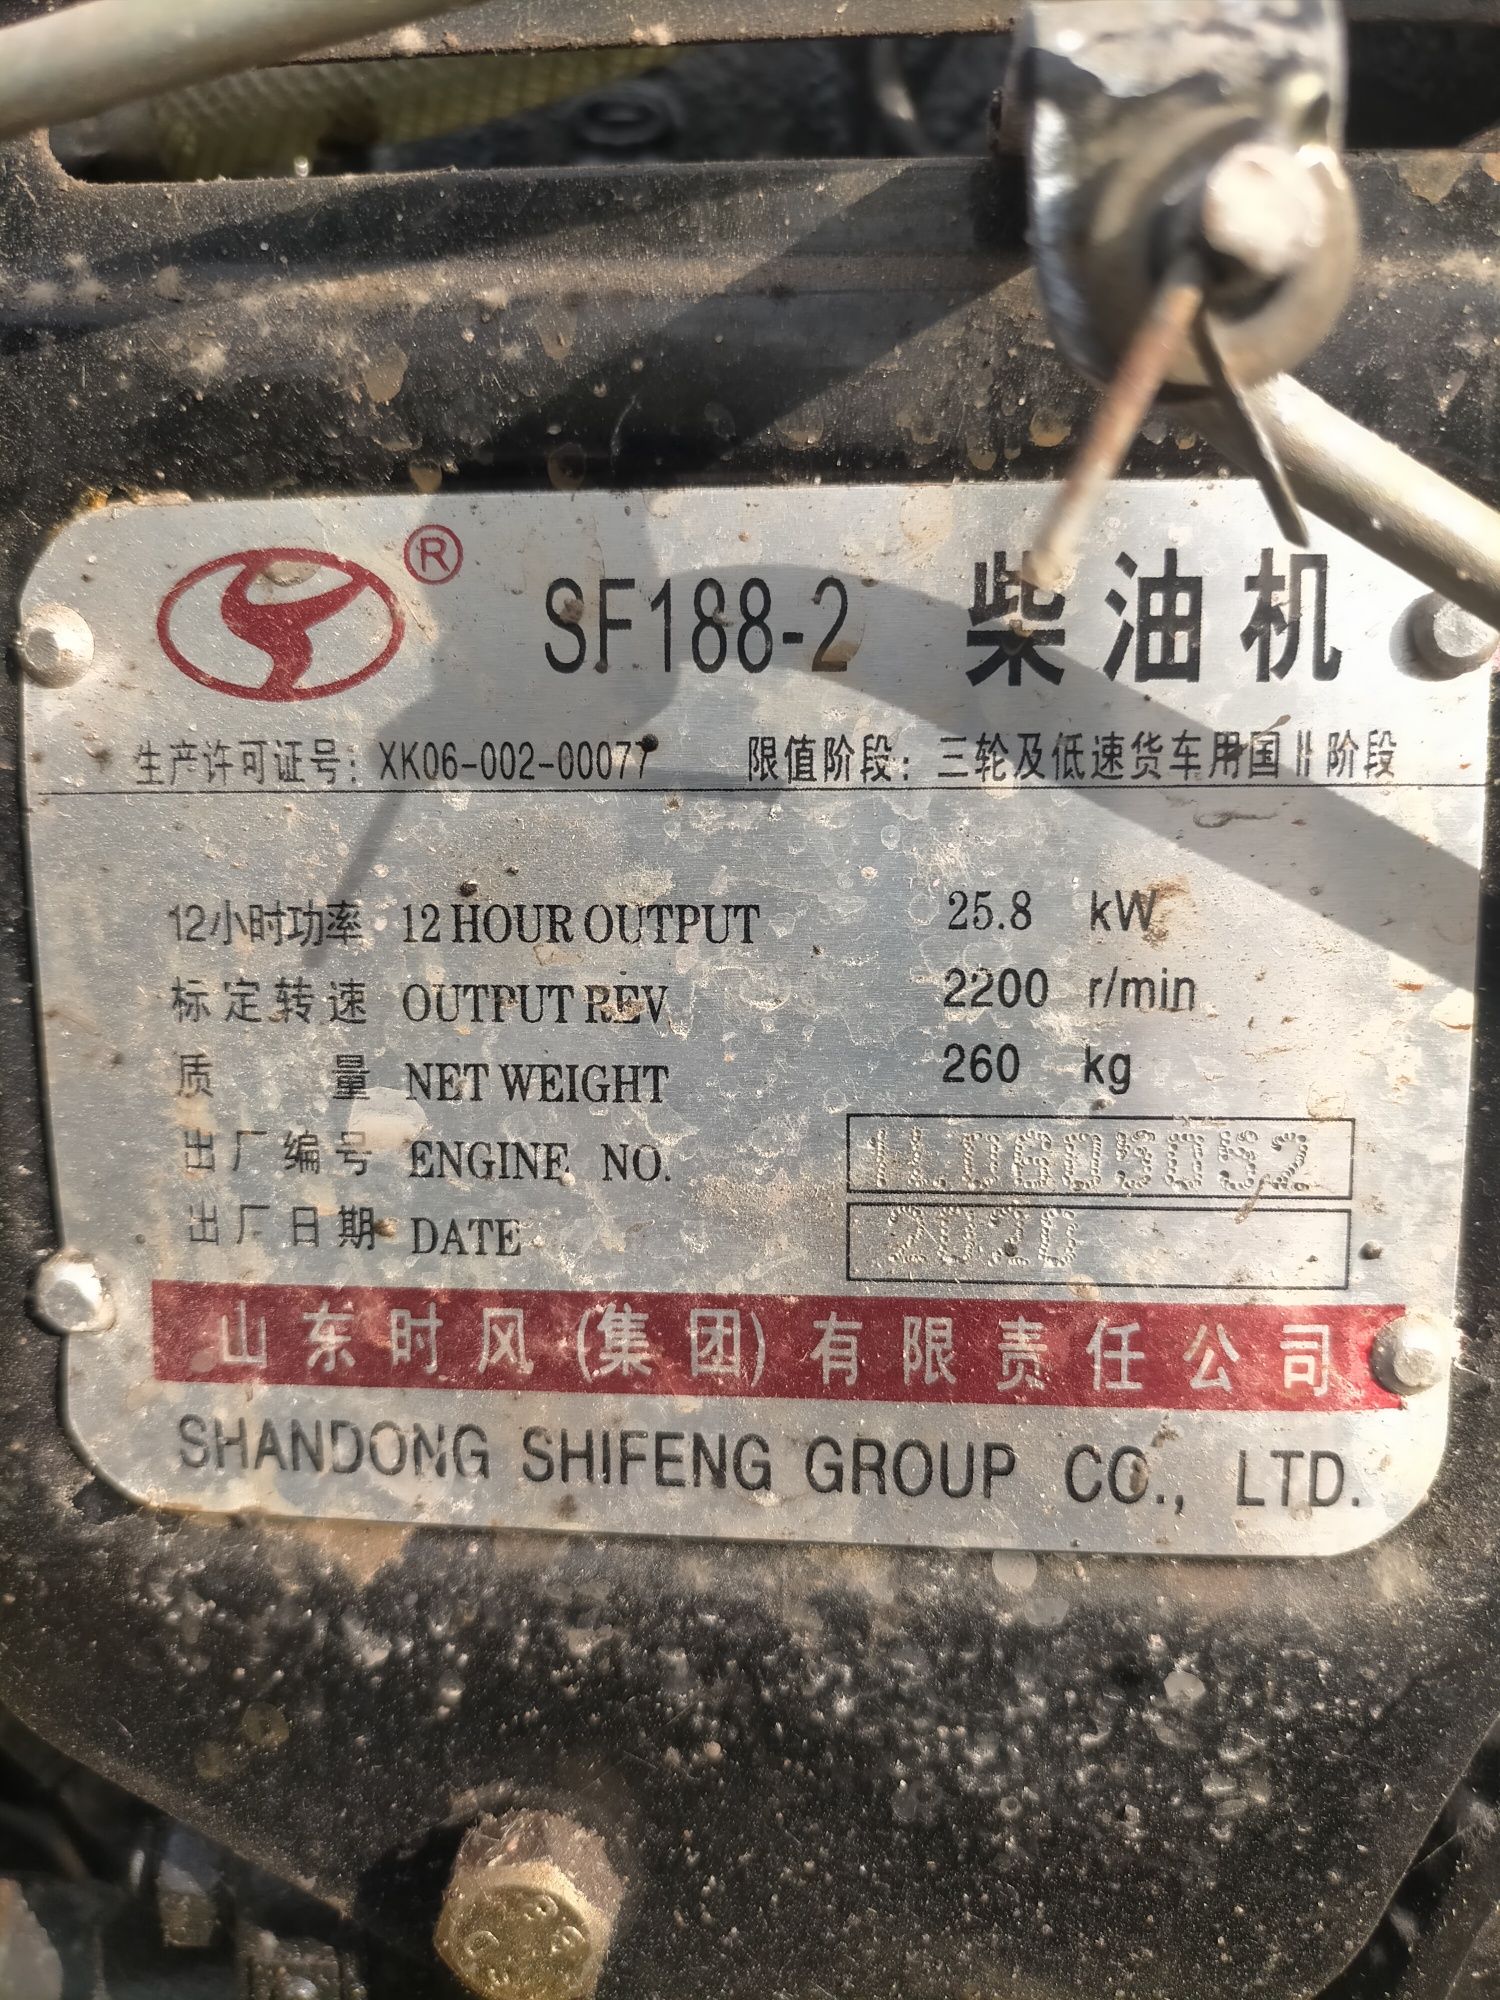 ®
SF188-2 柴油机
生产许可证号：XK06-002-00077 限值阶段：三轮及低速货车用国Ⅱ阶段
12小时功率 12 HOUR OUTPUT 25.8 kW
标定转速 OUTPUT REV 2200 r/min
质量 NET WEIGHT 260 kg
出厂编号 ENGINE NO.
出厂日期 DATE
山东时风(集团)有限责任公司
SHANDONG SHIFENG GROUP CO., LTD.